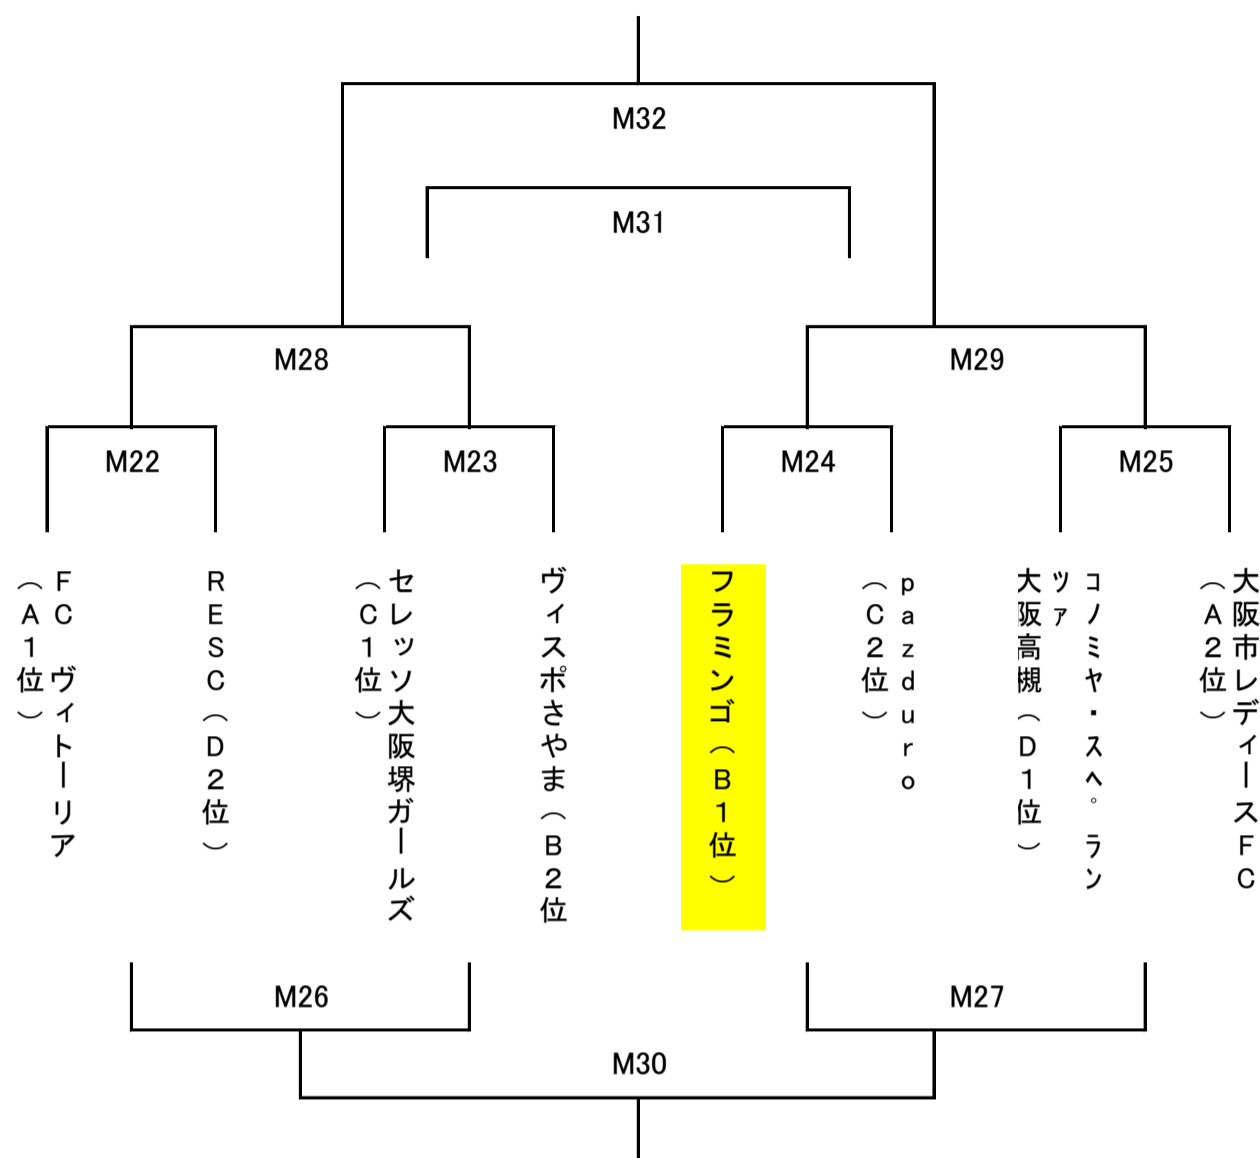 M32
M31
M28
M29
M22
M23
M24
M25
FC ヴィトーリア
（A1位）
RESC（D2位）
セレッソ大阪堺ガールズ
（C1位）
ヴィスポさやま（B2位
フラミンゴ（B1位）
pazduro
（C2位）
コノミヤ・スペラン
ツァ
大阪高槻（D1位）
大阪市レディースFC
（A2位）
M26
M27
M30